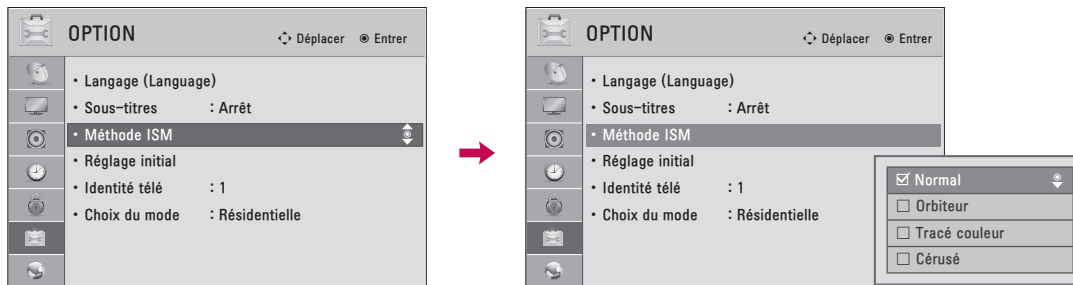 OPTION
Déplacer Entrer
• Langage (Language)
• Sous-titres : Arrêt
• Méthode ISM
• Réglage initial
• Identité télé : 1
• Choix du mode : Résidentielle
OPTION
Déplacer Entrer
• Langage (Language)
• Sous-titres : Arrêt
• Méthode ISM
• Réglage initial
• Identité télé : 1
• Choix du mode : Résidentielle
☑ Normal
☐ Orbiteur
☐ Tracé couleur
☐ Cérusé